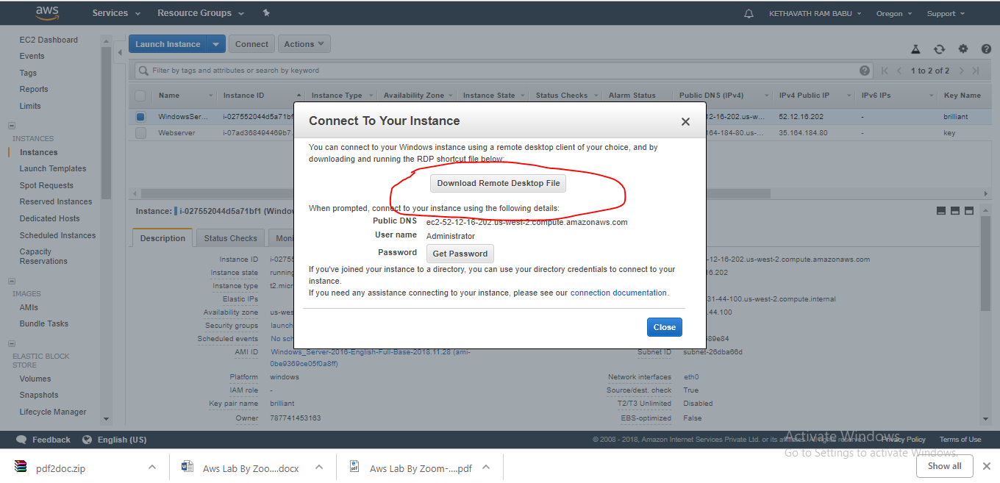 aws Services Resource Groups KETHAVATH RAM BABU Oregon Support
EC2 Dashboard
Events
Tags
Reports
Limits
INSTANCES
Instances
Launch Templates
Spot Requests
Reserved Instances
Dedicated Hosts
Scheduled Instances
Capacity
Reservations
IMAGES
AMIs
Bundle Tasks
ELASTIC BLOCK
STORE
Volumes
Snapshots
Lifecycle Manager
Launch Instance Connect Actions
Filter by tags and attributes or search by keyword 1 to 2 of 2
Name Instance ID Instance Type Availability Zone Instance State Status Checks Alarm Status Public DNS (IPv4) IPv4 Public IP IPv6 IPs Key Name
WindowsSer... i-027552044d5a71bf 12-16-202.us-w... 52.12.16.202 - brilliant
Webserver i-07ad368494469b7. 164-184-80.us-... 35.164.184.80 - key
Connect To Your Instance
You can connect to your Windows instance using a remote desktop client of your choice, and by
downloading and running the RDP shortcut file below:
Download Remote Desktop File
When prompted, connect to your instance using the following details:
Public DNS ec2-52-12-16-202.us-west-2.compute.amazonaws.com
User name Administrator
Password Get Password
If you've joined your instance to a directory, you can use your directory credentials to connect to your
instance.
If you need any assistance connecting to your instance, please see our connection documentation.
Close
Instance: i-027552044d5a71bf1 (Windo
Description Status Checks Moni
Instance ID i-0275 -12-16-202.us-west-2.compute.amazonaws.com
Instance state running 16.202
Instance type t2.micr
Elastic IPs 31-44-100.us-west-2.compute.internal
Availability zone us-wes .44.100
Security groups launch
Scheduled events No sch 89e84
AMI ID Windows_Server-2016-English-Full-Base-2018.11.28 (ami- Subnet ID subnet-26dba66d
0be9369ce05f0a8ff)
Platform windows Network interfaces eth0
IAM role - Source/dest. check True
Key pair name brilliant T2/T3 Unlimited Disabled
Owner 787741453163 EBS-optimized False
Feedback English (US) © 2008 - 2018, Amazon Internet Services Private Ltd. or its affiliates. All rights reserved. Privacy Policy Terms of Use
Activate Windows
Go to Settings to activate Windows.
pdf2doc.zip Aws Lab By Zoo....docx Aws Lab By Zoom-....pdf Show all